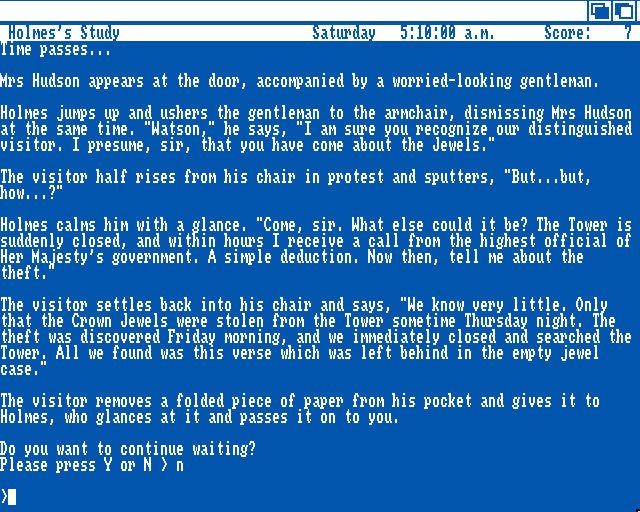 Holmes's Study Saturday 5:10:00 a.m. Score: 7
Time passes...
Mrs Hudson appears at the door, accompanied by a worried-looking gentleman.
Holmes jumps up and ushers the gentleman to the armchair, dismissing Mrs Hudson
at the same time. "Watson," he says, "I am sure you recognize our distinguished
visitor. I presume, sir, that you have come about the Jewels."
The visitor half rises from his chair in protest and sputters, "But...but,
how...?"
Holmes calms him with a glance. "Come, sir. What else could it be? The Tower is
suddenly closed, and within hours I receive a call from the highest official of
Her Majesty's government. A simple deduction. Now then, tell me about the
theft."
The visitor settles back into his chair and says, "We know very little. Only
that the Crown Jewels were stolen from the Tower sometime Thursday night. The
theft was discovered Friday morning, and we immediately closed and searched the
Tower. All we found was this verse which was left behind in the empty jewel
case."
The visitor removes a folded piece of paper from his pocket and gives it to
Holmes, who glances at it and passes it on to you.
Do you want to continue waiting?
Please press Y or N > n
>